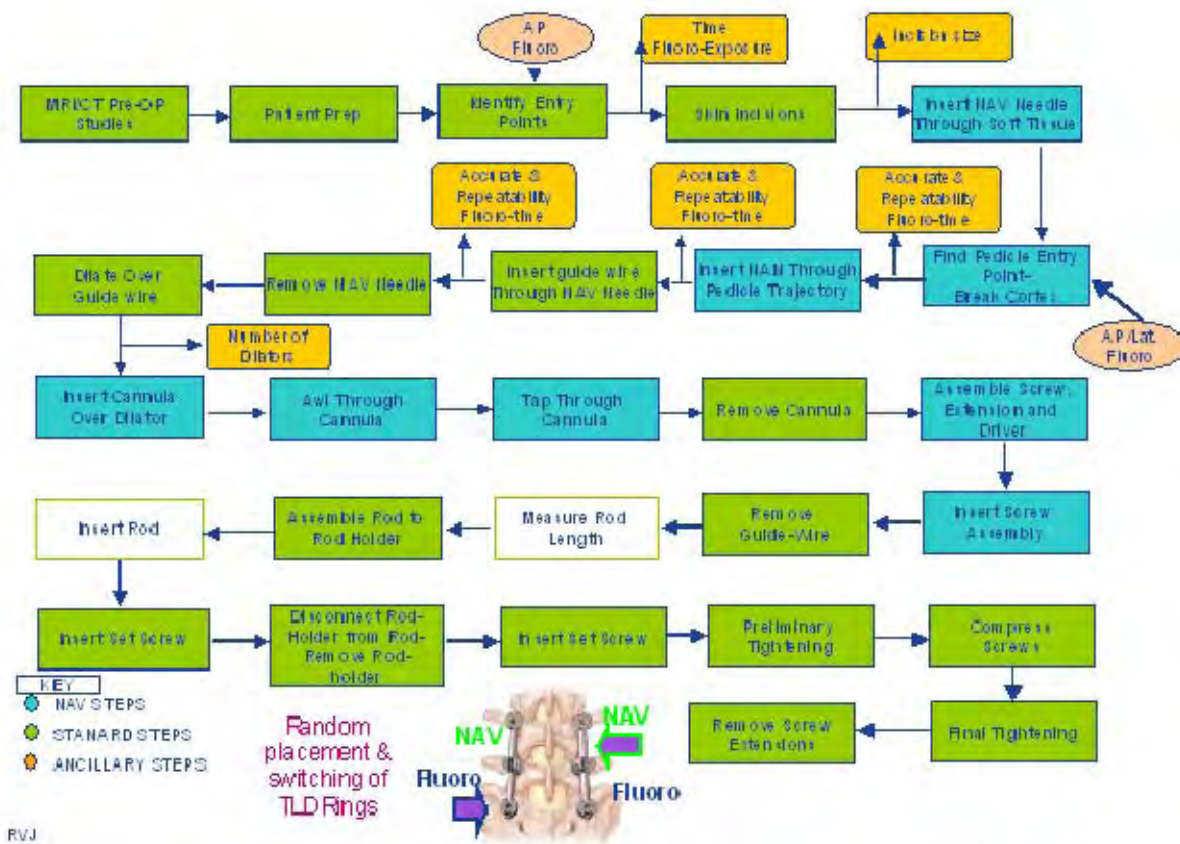 A.P
Fluoro
Time
Fluoro-Exposure
Incision size
MRI/CT Pre-OP
Studies
Patient Prep
Identify Entry
Points
Skin Incisions
Insert NAV Needle
Through Soft Tissue
Accurate &
Repeatability
Fluoro-time
Accurate &
Repeatability
Fluoro-time
Accurate &
Repeatability
Fluoro-time
Dilate Over
Guide wire
Remove NAV Needle
Insert guide wire
Through NAV Needle
Insert NAN Through
Pedicle Trajectory
Find Pedicle Entry
Point-
Break Cortex
Number of
Dilators
A.P/Lat.
Fluoro
Insert Cannula
Over Dilator
Awl Through
Cannula
Tap Through
Cannula
Remove Cannula
Assemble Screw,
Extension and
Driver
Insert Rod
Assemble Rod to
Rod Holder
Measure Rod
Length
Remove
Guide-Wire
Insert Screw
Assembly
Insert Set Screw
Disconnect Rod-
Holder from Rod-
Remove Rod-
holder
Insert Set Screw
Preliminary
Tightening
Compress
Screws
KEY
NAV STEPS
STANARD STEPS
ANCILLARY STEPS
Random
placement &
switching of
TLD Rings
NAV
NAV
Fluoro
Fluoro
Remove Screw
Extensions
Final Tightening
RVJ